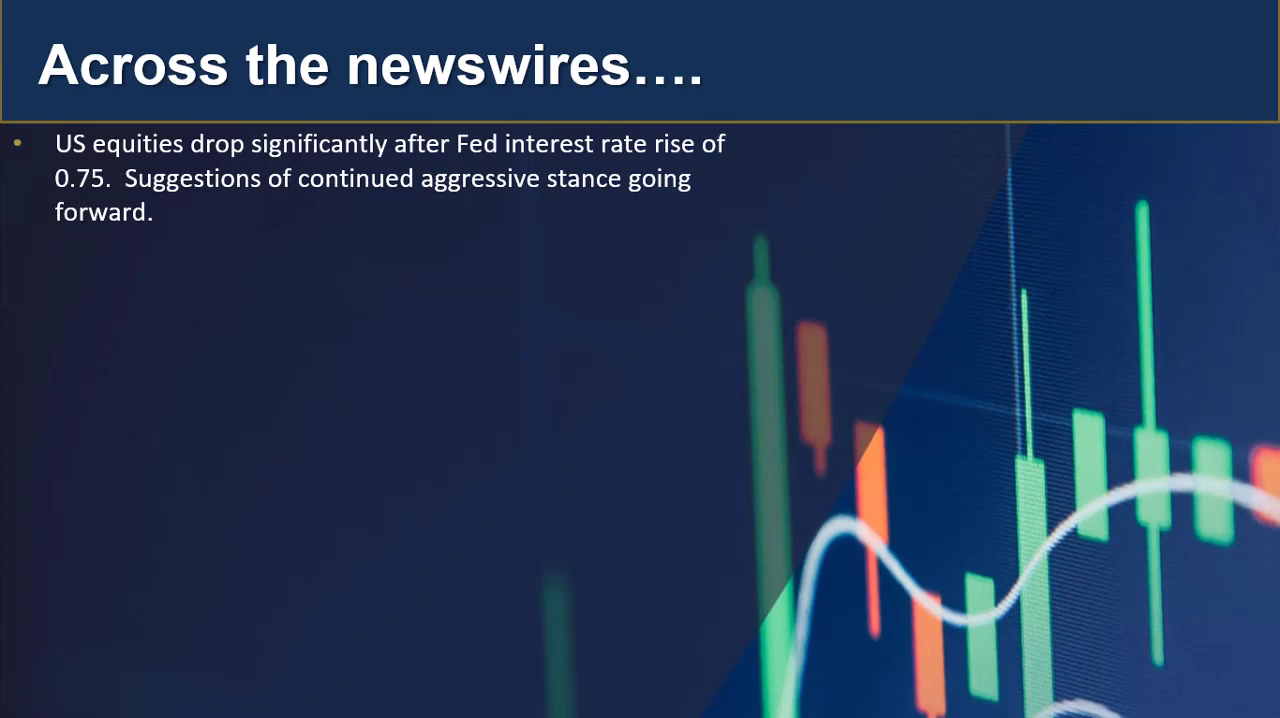 Across the newswires….
• US equities drop significantly after Fed interest rate rise of
0.75.  Suggestions of continued aggressive stance going
forward.